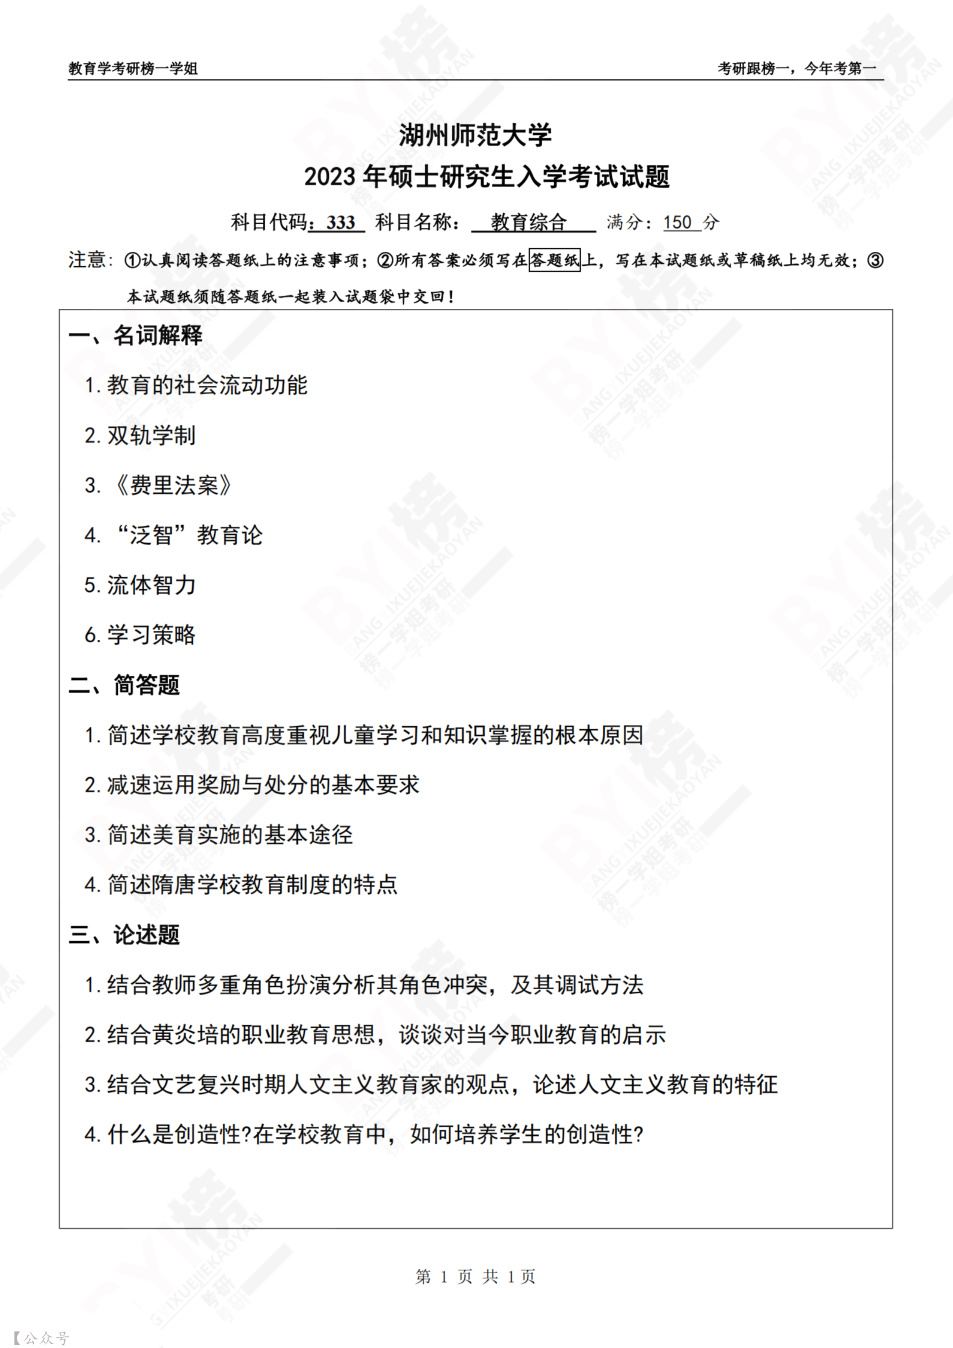 教育学考研榜一学姐
考研跟榜一，今年考第一
湖州师范大学
2023 年硕士研究生入学考试试题
科目代码：333 科目名称： 教育综合 满分：150 分
注意：①认真阅读答题纸上的注意事项；②所有答案必须写在答题纸上，写在本试题纸或草稿纸上均无效；③
本试题纸须随答题纸一起装入试题袋中交回！
一、名词解释
1.教育的社会流动功能
2.双轨学制
3.《费里法案》
4.“泛智”教育论
5.流体智力
6.学习策略
二、简答题
1.简述学校教育高度重视儿童学习和知识掌握的根本原因
2.减速运用奖励与处分的基本要求
3.简述美育实施的基本途径
4.简述隋唐学校教育制度的特点
三、论述题
1.结合教师多重角色扮演分析其角色冲突，及其调试方法
2.结合黄炎培的职业教育思想，谈谈对当今职业教育的启示
3.结合文艺复兴时期人文主义教育家的观点，论述人文主义教育的特征
4.什么是创造性?在学校教育中，如何培养学生的创造性?
第 1 页 共 1页
【公众号